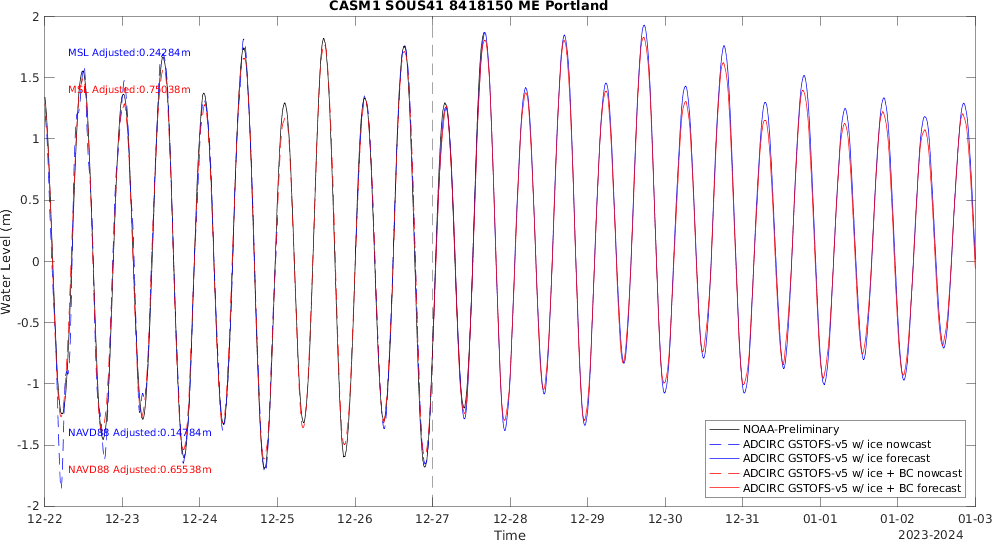 CASM1 SOUS41 8418150 ME Portland
MSL Adjusted:0.24284m
MSL Adjusted:0.75038m
NAVD88 Adjusted:0.14784m
NAVD88 Adjusted:0.65538m
Water Level (m)
2
1.5
1
0.5
0
-0.5
-1
-1.5
-2
NOAA-Preliminary
ADCIRC GSTOFS-v5 w/ ice nowcast
ADCIRC GSTOFS-v5 w/ ice forecast
ADCIRC GSTOFS-v5 w/ ice + BC nowcast
ADCIRC GSTOFS-v5 w/ ice + BC forecast
12-22 12-23 12-24 12-25 12-26 12-27 12-28 12-29 12-30 12-31 01-01 01-02 01-03
Time
2023-2024